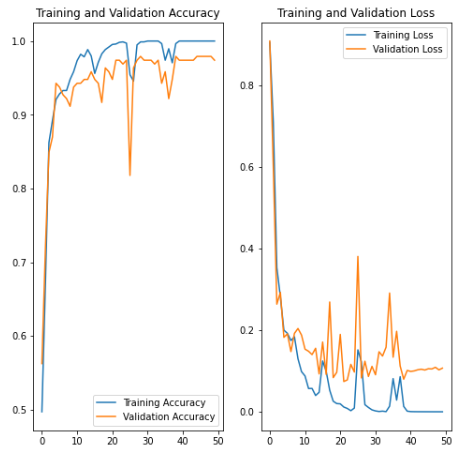 Training and Validation Accuracy
1.0
0.9
0.8
0.7
0.6
0.5
0 10 20 30 40 50
Training Accuracy
Validation Accuracy
Training and Validation Loss
Training Loss
Validation Loss
0.8
0.6
0.4
0.2
0.0
0 10 20 30 40 50